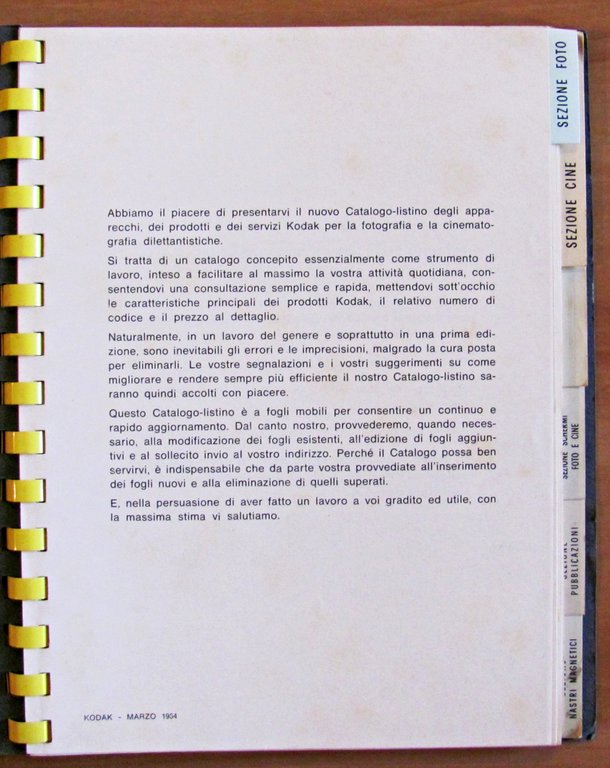 Abbiamo il piacere di presentarvi il nuovo Catalogo-listino degli appa-
recchi, dei prodotti e dei servizi Kodak per la fotografia e la cinemato-
grafia dilettantistiche.
Si tratta di un catalogo concepito essenzialmente come strumento di
lavoro, inteso a facilitare al massimo la vostra attività quotidiana, con-
sentendovi una consultazione semplice e rapida, mettendovi sott'occhio
le caratteristiche principali dei prodotti Kodak, il relativo numero di
codice e il prezzo al dettaglio.
Naturalmente, in un lavoro del genere e soprattutto in una prima edi-
zione, sono inevitabili gli errori e le imprecisioni, malgrado la cura posta
per eliminarli. Le vostre segnalazioni e i vostri suggerimenti su come
migliorare e rendere sempre più efficiente il nostro Catalogo-listino sa-
ranno quindi accolti con piacere.
Questo Catalogo-listino è a fogli mobili per consentire un continuo e
rapido aggiornamento. Dal canto nostro, provvederemo, quando neces-
sario, alla modificazione dei fogli esistenti, all'edizione di fogli aggiun-
tivi e al sollecito invio al vostro indirizzo. Perché il Catalogo possa ben
servirvi, è indispensabile che da parte vostra provvediate all'inserimento
dei fogli nuovi e alla eliminazione di quelli superati.
E, nella persuasione di aver fatto un lavoro a voi gradito ed utile, con
la massima stima vi salutiamo.
KODAK - MARZO 1964
SEZIONE FOTO
SEZIONE CINE
SEZIONE SCHERMI
FOTO E CINE
SEZIONE
PUBBLICAZIONI
NASTRI MAGNETICI